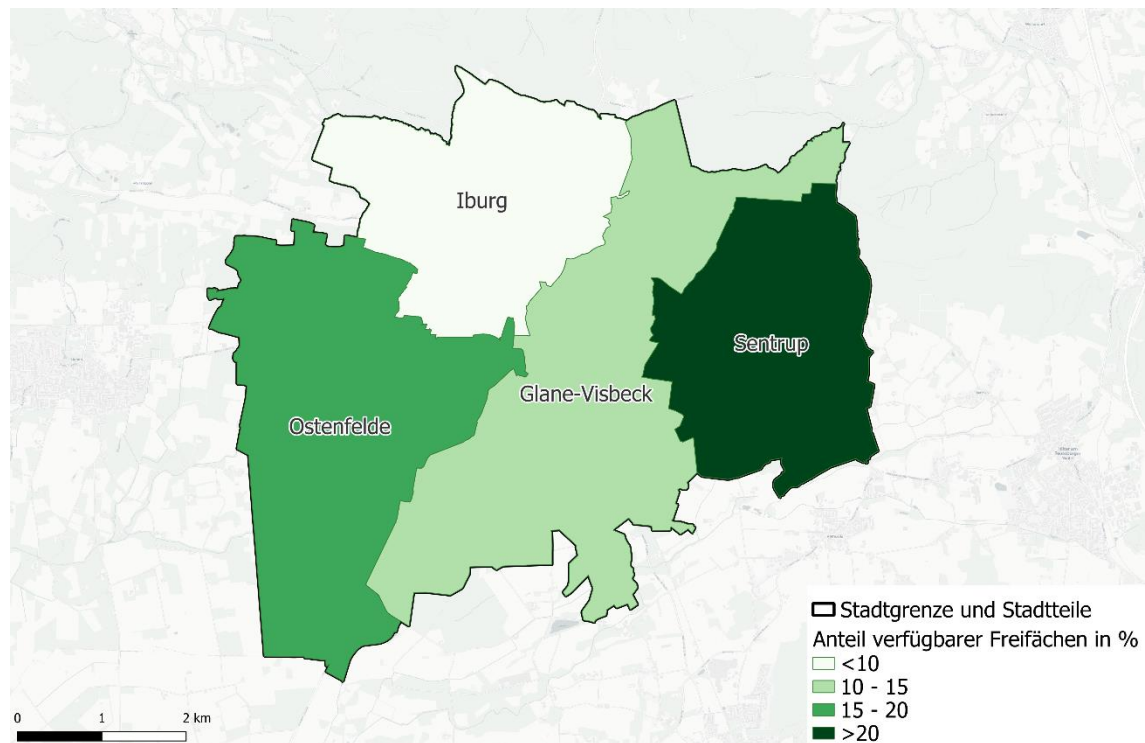 Iburg
Sentrup
Glane-Visbeck
Ostenfelde
Stadtgrenze und Stadtteile
Anteil verfügbarer Freifächen in %
<10
10 - 15
15 - 20
>20
0 1 2 km